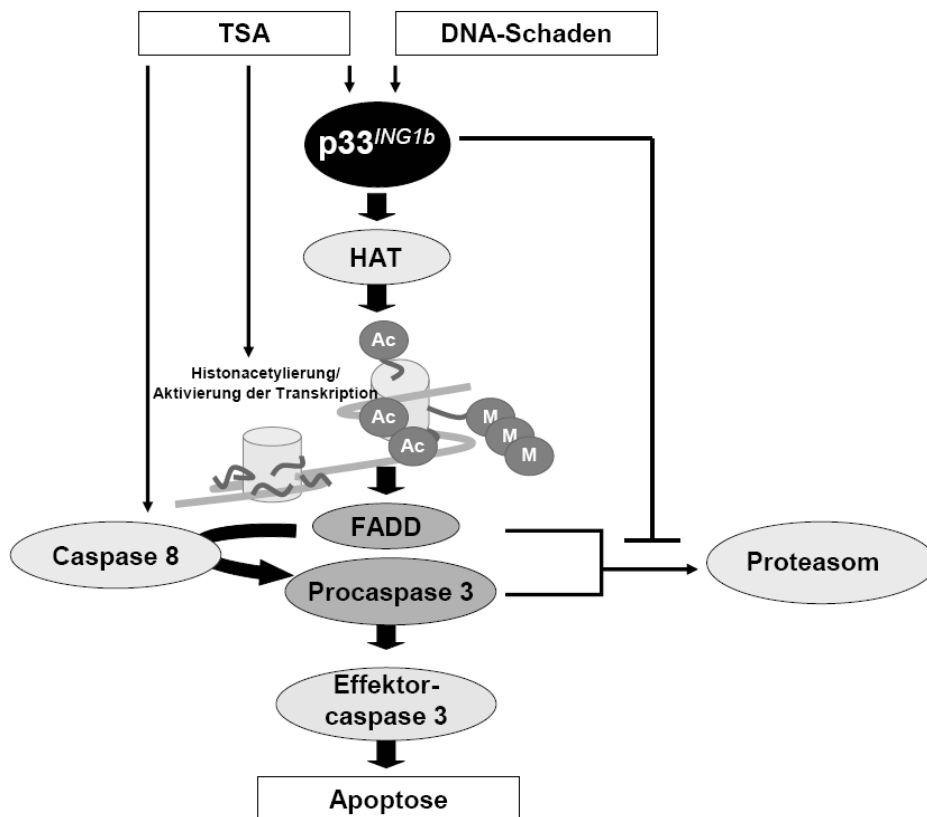 TSA
DNA-Schaden
p33ING1b
HAT
Ac
Histonacetylierung/
Aktivierung der Transkription
Ac
Ac
M
M
M
FADD
Caspase 8
Procaspase 3
Proteasom
Effektor-
caspase 3
Apoptose